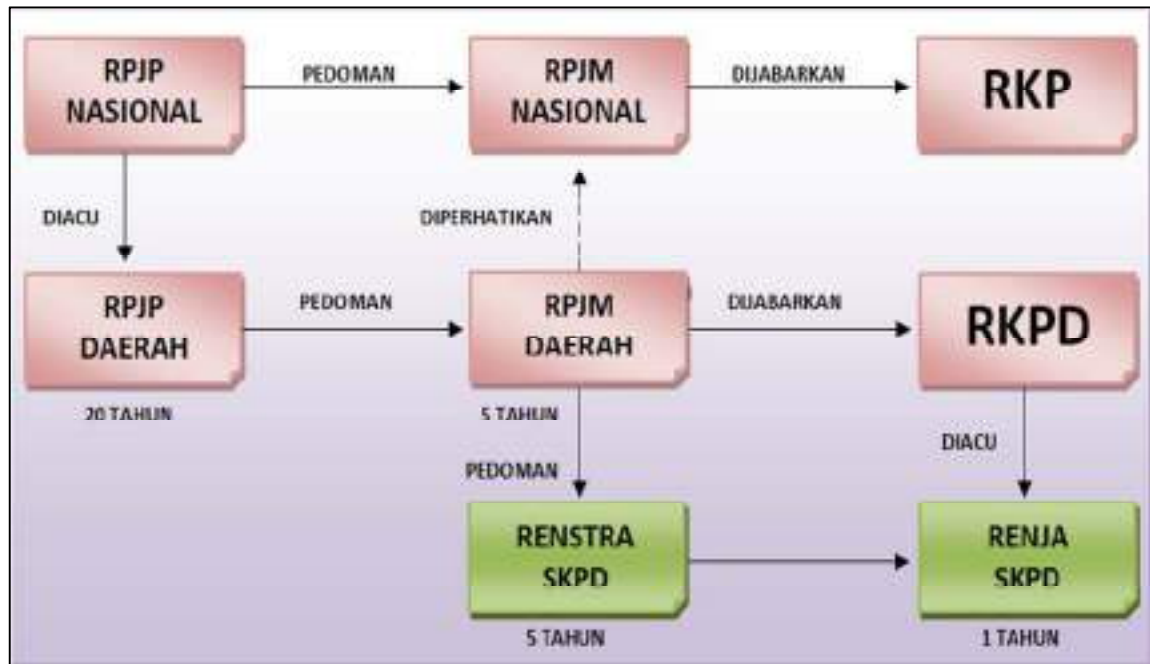 RPJP
NASIONAL
PEDOMAN
RPJM
NASIONAL
DIJABARKAN
RKP
DIACU
DIPERHATIKAN
RPJP
DAERAH
PEDOMAN
RPJM
DAERAH
DIJABARKAN
RKPD
20 TAHUN
5 TAHUN
PEDOMAN
DIACU
RENSTRA
SKPD
RENJA
SKPD
5 TAHUN
1 TAHUN